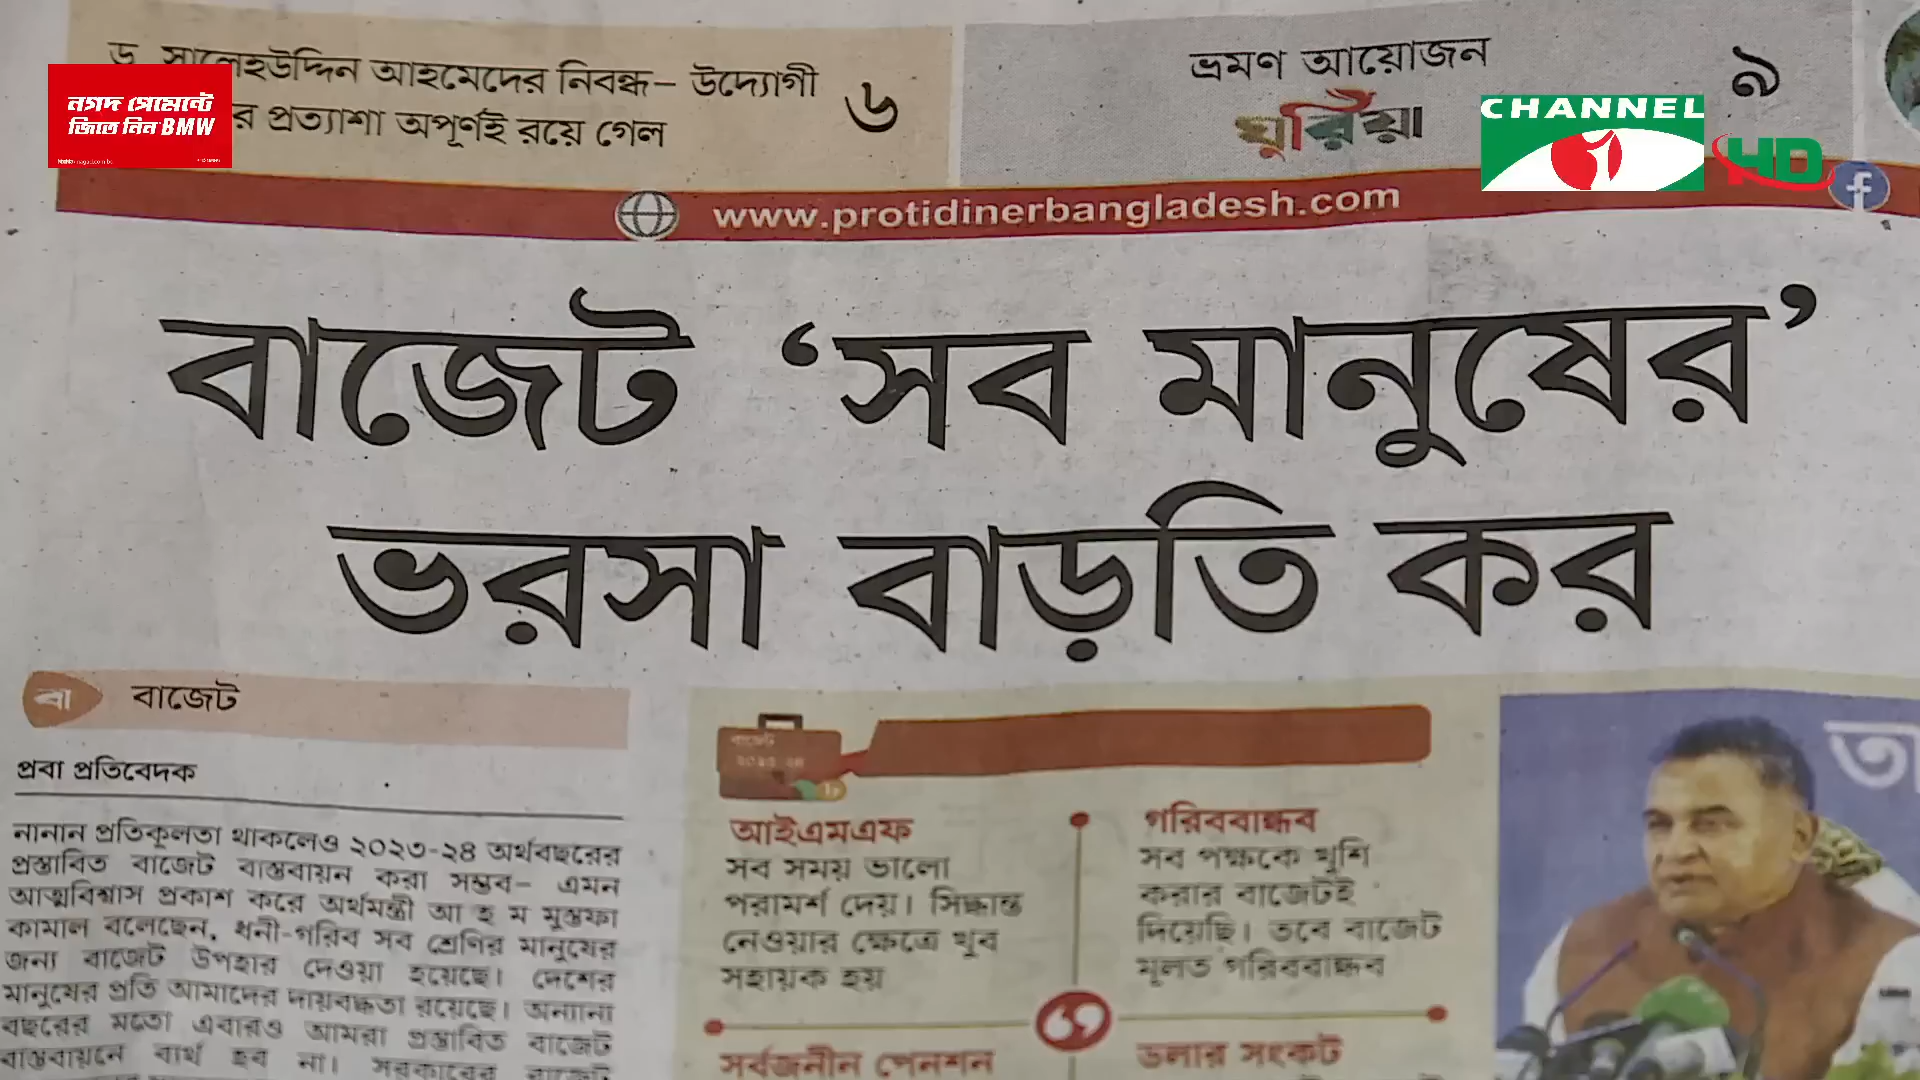 ড. সালেহউদ্দিন আহমেদের নিবন্ধ– উদ্যোগী
র প্রত্যাশা অপূর্ণই রয়ে গেল
৬
ভ্রমণ আয়োজন
ঘুরিয়া
৯
নগদ পেমেন্টে
জিতে নিন BMW
CHANNEL
i
HD
www.protidinerbangladesh.com
f
বাজেট ‘সব মানুষের’
ভরসা বাড়তি কর
বা বাজেট
প্রবা প্রতিবেদক
নানান প্রতিকূলতা থাকলেও ২০২৩-২৪ অর্থবছরের
প্রস্তাবিত বাজেট বাস্তবায়ন করা সম্ভব– এমন
আত্মবিশ্বাস প্রকাশ করে অর্থমন্ত্রী আ হ ম মুস্তফা
কামাল বলেছেন, ধনী-গরিব সব শ্রেণির মানুষের
জন্য বাজেট উপহার দেওয়া হয়েছে। দেশের
মানুষের প্রতি আমাদের দায়বদ্ধতা রয়েছে। অন্যান্য
বছরের মতো এবারও আমরা প্রস্তাবিত বাজেট
বাস্তবায়নে ব্যর্থ হব না। সরকারের বাজেট
বাজেট
২০২৩-২৪
আইএমএফ
সব সময় ভালো
পরামর্শ দেয়। সিদ্ধান্ত
নেওয়ার ক্ষেত্রে খুব
সহায়ক হয়
গরিববান্ধব
সব পক্ষকে খুশি
করার বাজেটই
দিয়েছি। তবে বাজেট
মূলত গরিববান্ধব
সর্বজনীন পেনশন
ডলার সংকট